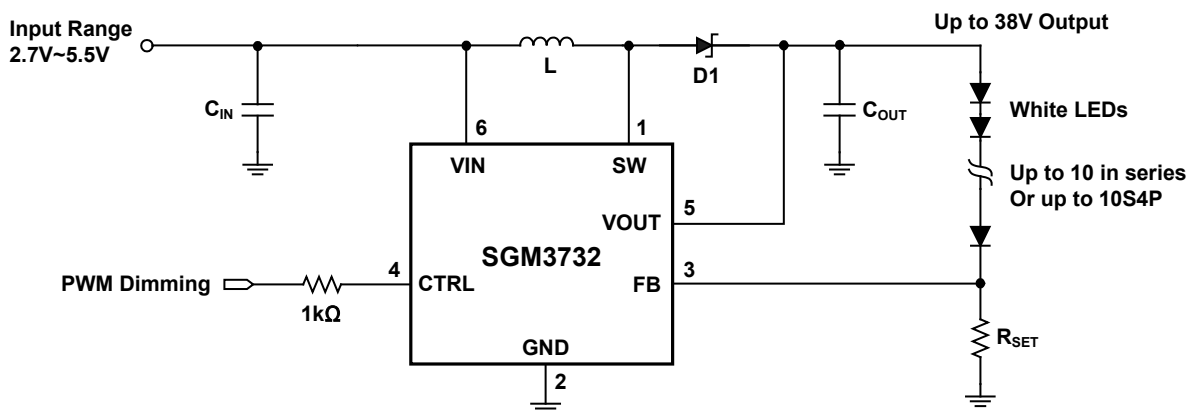 Input Range
2.7V~5.5V
Up to 38V Output
L
D1
CIN
COUT
White LEDs
6
1
VIN
SW
Up to 10 in series
Or up to 10S4P
VOUT
5
SGM3732
PWM Dimming
1kΩ
4
CTRL
FB
3
GND
2
RSET